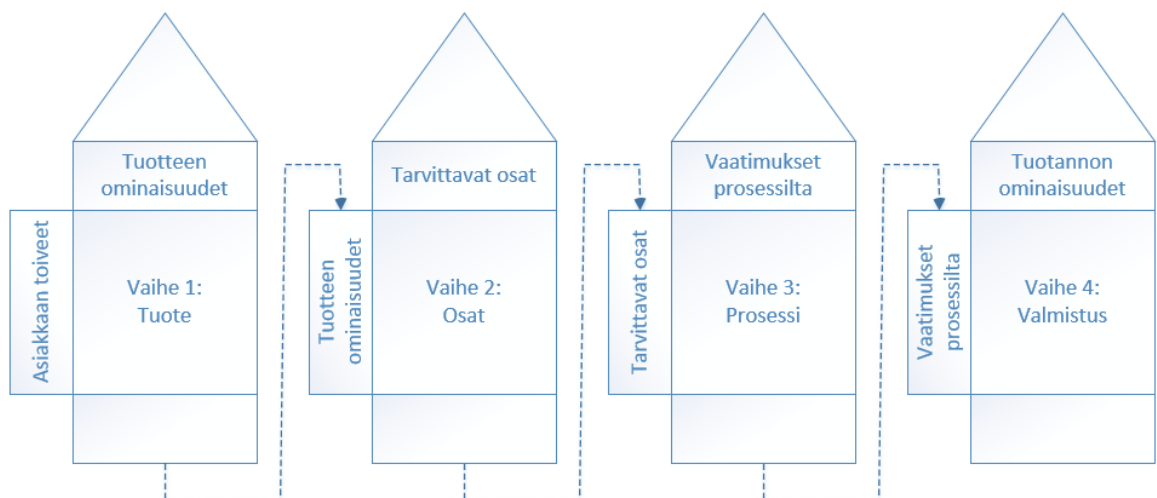 Tuotteen
ominaisuudet
Asiakkaan toiveet
Vaihe 1:
Tuote
Tarvittavat osat
Tuotteen
ominaisuudet
Vaihe 2:
Osat
Vaatimukset
prosessilta
Tarvittavat osat
Vaihe 3:
Prosessi
Tuotannon
ominaisuudet
Vaatimukset
prosessilta
Vaihe 4:
Valmistus